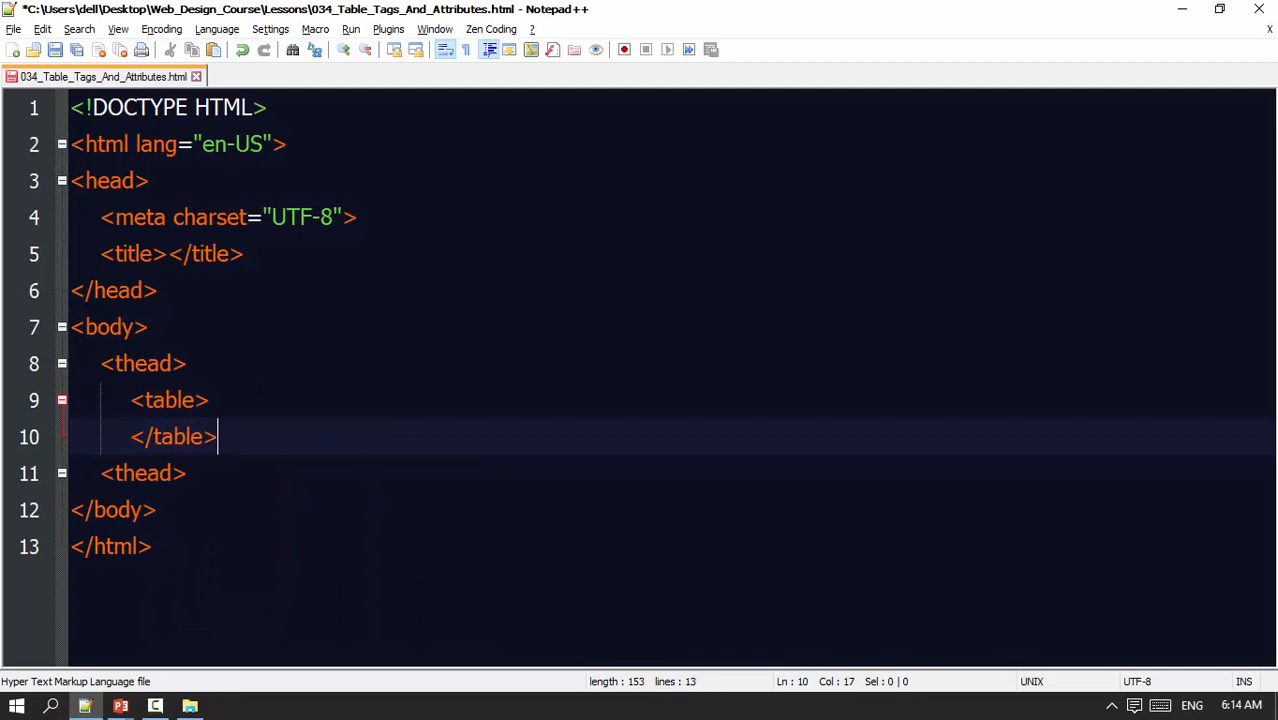 *C:\Users\dell\Desktop\Web_Design_Course\Lessons\034_Table_Tags_And_Attributes.html - Notepad++
File Edit Search View Encoding Language Settings Macro Run Plugins Window Zen Coding ? X
034_Table_Tags_And_Attributes.html
1 <!DOCTYPE HTML>
2 <html lang="en-US">
3 <head>
4 <meta charset="UTF-8">
5 <title></title>
6 </head>
7 <body>
8 <thead>
9 <table>
10 </table>
11 <thead>
12 </body>
13 </html>
Hyper Text Markup Language file length : 153 lines : 13 Ln : 10 Col : 17 Sel : 0 | 0 UNIX UTF-8 INS
ENG 6:14 AM